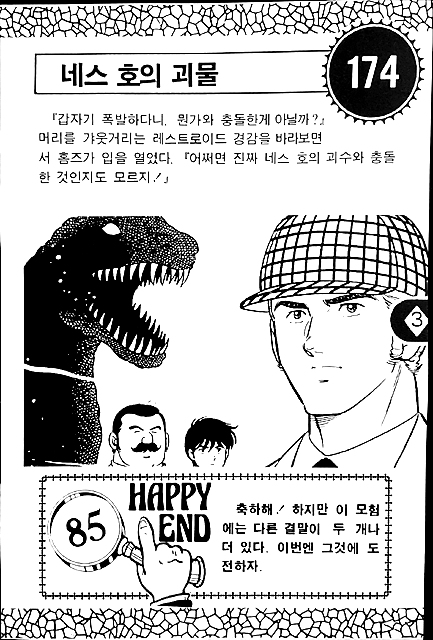 네스 호의 괴물
174
『갑자기 폭발하다니, 뭔가와 충돌한게 아닐까?』
머리를 갸웃거리는 레스트로이드 경감을 바라보면
서 홈즈가 입을 열었다. 『어쩌면 진짜 네스 호의 괴수와 충돌
한 것인지도 모르지!』
3
85
HAPPY
END
축하해! 하지만 이 모험
에는 다른 결말이 두 개나
더 있다. 이번엔 그것에 도
전하자.